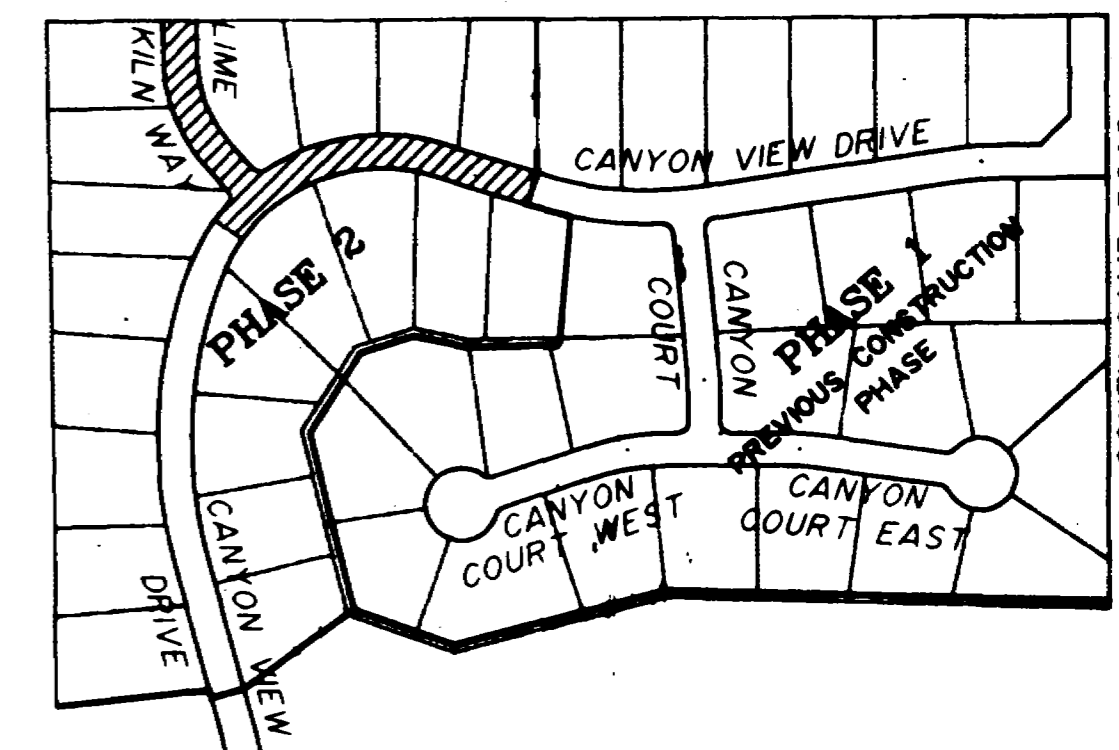 LIME
KILN WAY
CANYON VIEW DRIVE
PHASE 2
PHASE 1
PREVIOUS CONSTRUCTION
PHASE
CANYON
COURT
CANYON
COURT WEST
CANYON
COURT EAST
CANYON VIEW
DRIVE